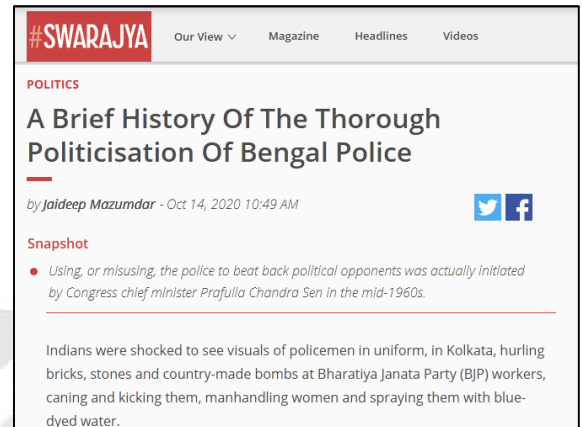 #SWARAJYA Our View Magazine Headlines Videos
POLITICS
A Brief History Of The Thorough
Politicisation Of Bengal Police
by Jaideep Mazumdar - Oct 14, 2020 10:49 AM
Snapshot
Using, or misusing, the police to beat back political opponents was actually initiated
by Congress chief minister Prafulla Chandra Sen in the mid-1960s.
Indians were shocked to see visuals of policemen in uniform, in Kolkata, hurling
bricks, stones and country-made bombs at Bharatiya Janata Party (BJP) workers,
caning and kicking them, manhandling women and spraying them with blue-
dyed water.